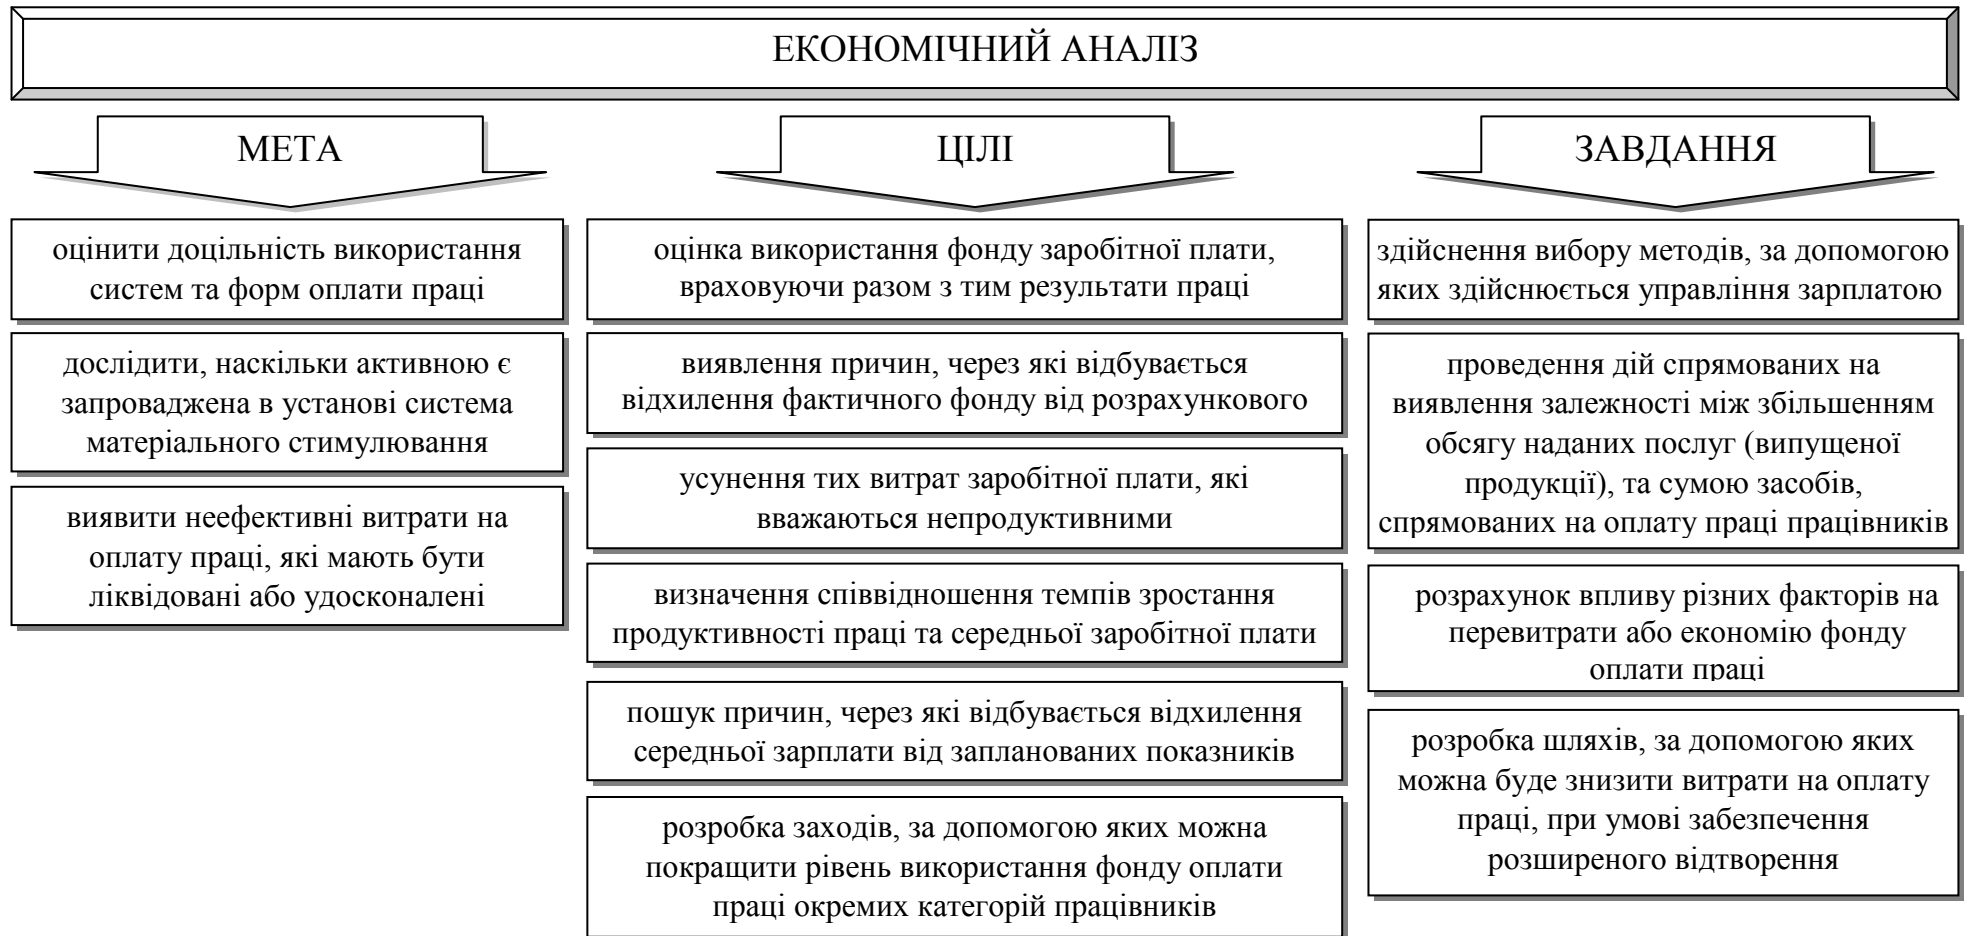 ЕКОНОМІЧНИЙ АНАЛІЗ
МЕТА
оцінити доцільність використання
систем та форм оплати праці
дослідити, наскільки активною є
запроваджена в установі система
матеріального стимулювання
виявити неефективні витрати на
оплату праці, які мають бути
ліквідовані або удосконалені
ЦІЛІ
оцінка використання фонду заробітної плати,
враховуючи разом з тим результати праці
виявлення причин, через які відбувається
відхилення фактичного фонду від розрахункового
усунення тих витрат заробітної плати, які
вважаються непродуктивними
визначення співвідношення темпів зростання
продуктивності праці та середньої заробітної плати
пошук причин, через які відбувається відхилення
середньої зарплати від запланованих показників
розробка заходів, за допомогою яких можна
покращити рівень використання фонду оплати
праці окремих категорій працівників
ЗАВДАННЯ
здійснення вибору методів, за допомогою
яких здійснюється управління зарплатою
проведення дій спрямованих на
виявлення залежності між збільшенням
обсягу наданих послуг (випущеної
продукції), та сумою засобів,
спрямованих на оплату праці працівників
розрахунок впливу різних факторів на
перевитрати або економію фонду
оплати праці
розробка шляхів, за допомогою яких
можна буде знизити витрати на оплату
праці, при умові забезпечення
розширеного відтворення